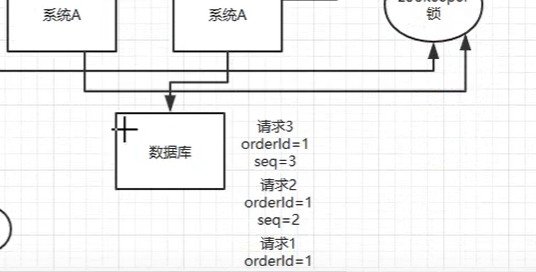 系统A
系统A
锁
数据库
请求3
orderId=1
seq=3
请求2
orderId=1
seq=2
请求1
orderId=1